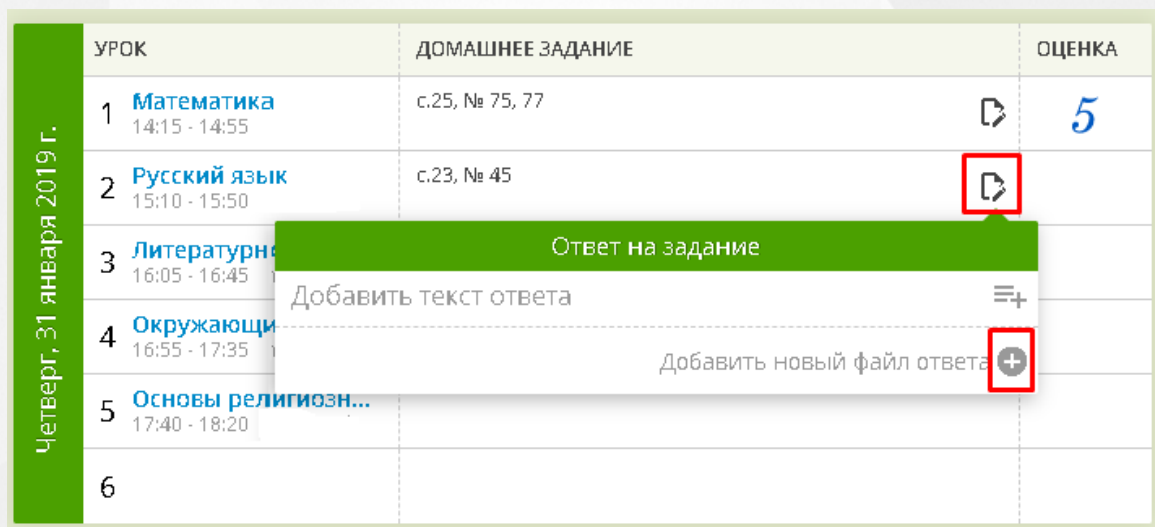 УРОК ДОМАШНЕЕ ЗАДАНИЕ ОЦЕНКА
Четверг, 31 января 2019 г.
1 Математика с.25, № 75, 77 5
14:15 - 14:55
2 Русский язык с.23, № 45
15:10 - 15:50
Ответ на задание
3 Литературн
16:05 - 16:45
Добавить текст ответа
4 Окружающи
16:55 - 17:35
Добавить новый файл ответа
5 Основы религиозн...
17:40 - 18:20
6